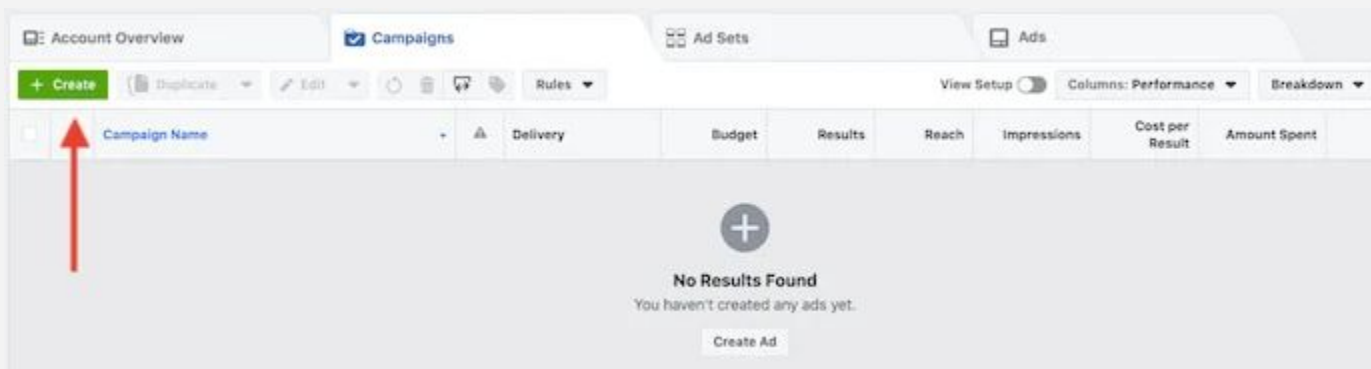 Account Overview
Campaigns
Ad Sets
Ads
+ Create
Duplicate
Edit
Rules
View Setup
Columns: Performance
Breakdown
Campaign Name
Delivery
Budget
Results
Reach
Impressions
Cost per
Result
Amount Spent
No Results Found
You haven't created any ads yet.
Create Ad